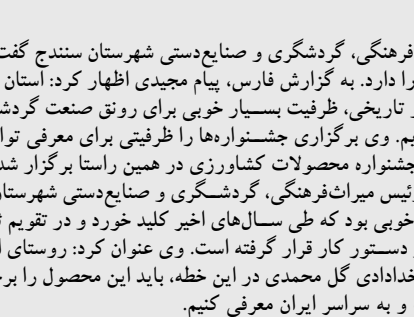 فرهنگی، گردشگری و صنایع‌دستی شهرستان سنندج گفت
را دارد. به گزارش فارس، پیام مجیدی اظهار کرد: استان
تاریخی، ظرفیت بسیار خوبی برای رونق صنعت گردش
یم. وی برگزاری جشنواره‌ها را ظرفیتی برای معرفی توا
جشنواره محصولات کشاورزی در همین راستا برگزار شد
ئیس میراث‌فرهنگی، گردشگری و صنایع‌دستی شهرستان
خوبی بود که طی سال‌های اخیر کلید خورد و در تقویم
دستور کار قرار گرفته است. وی عنوان کرد: روستای
خدادادی گل محمدی در این خطه، باید این محصول را بر
و به سراسر ایران معرفی کنیم.